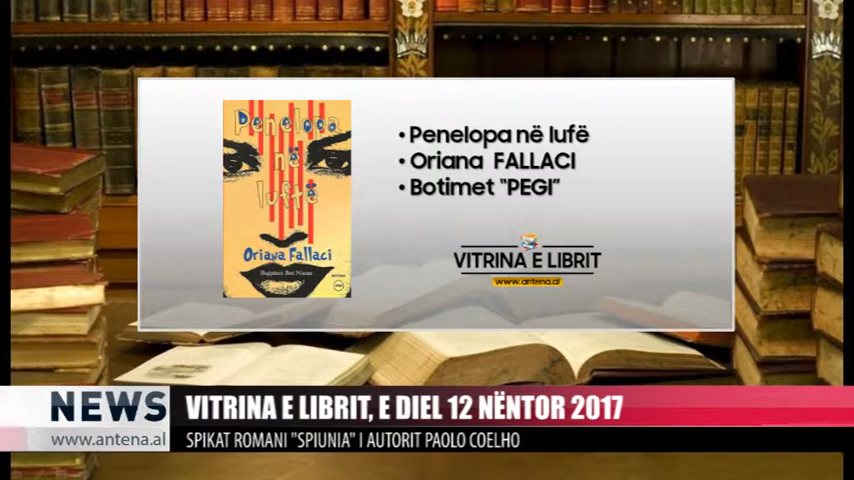 Penelopa
në
luftë
Oriana Fallaci
• Penelopa në lufë
• Oriana FALLACI
• Botimet "PEGI"
VITRINA E LIBRIT
www.antena.al
NEWS
www.antena.al
VITRINA E LIBRIT, E DIEL 12 NËNTOR 2017
SPIKAT ROMANI "SPIUNIA" I AUTORIT PAOLO COELHO